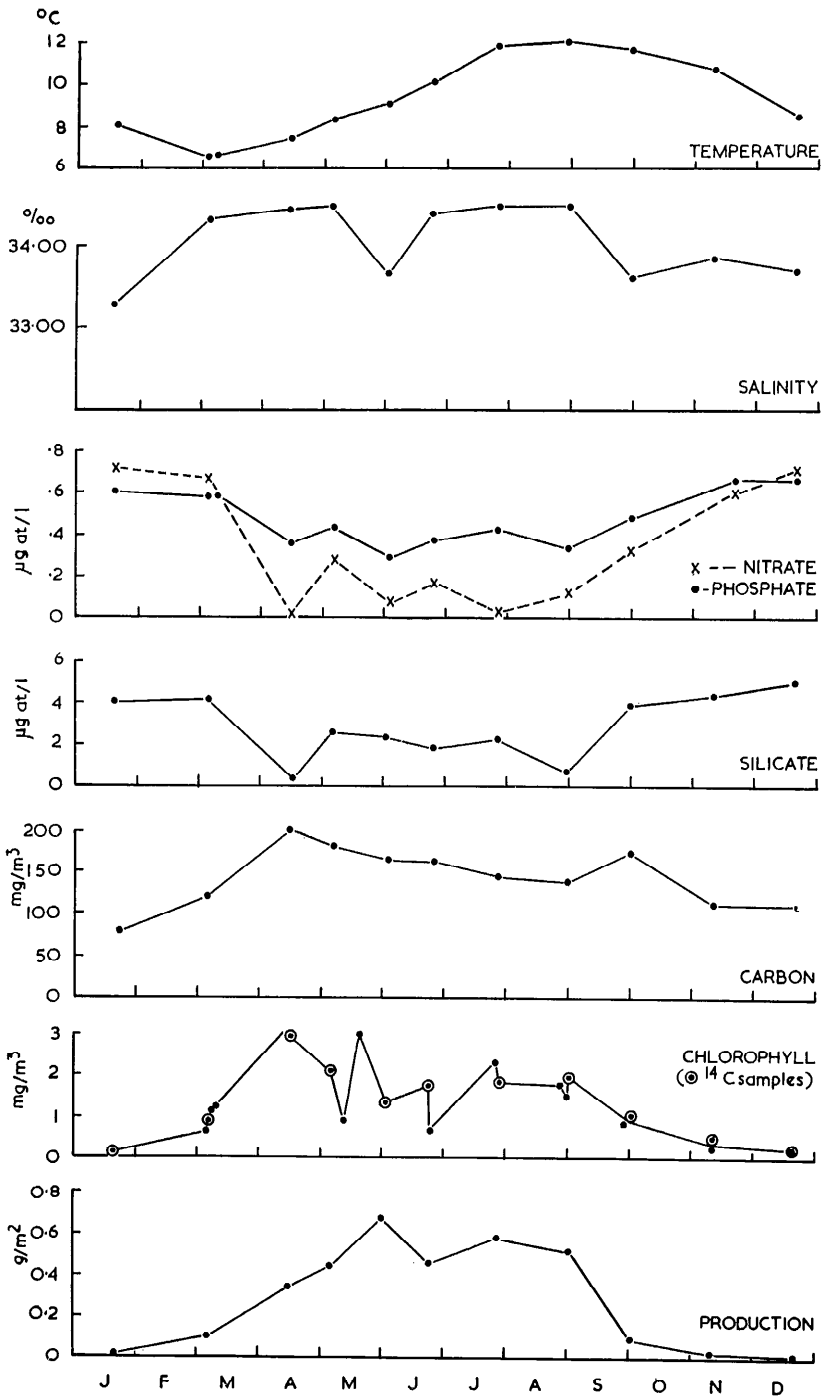 °C
12
10
8
6
TEMPERATURE
‰
34·00
33·00
SALINITY
·8
·6
·4
·2
0
µg at/l
x -- NITRATE
•-PHOSPHATE
6
4
2
0
µg at/l
SILICATE
200
150
100
50
0
mg/m³
CARBON
3
2
1
0
mg/m³
CHLOROPHYLL
(◉ ¹⁴Csamples)
0·8
0·6
0·4
0·2
0
g/m²
PRODUCTION
J F M A M J J A S O N D